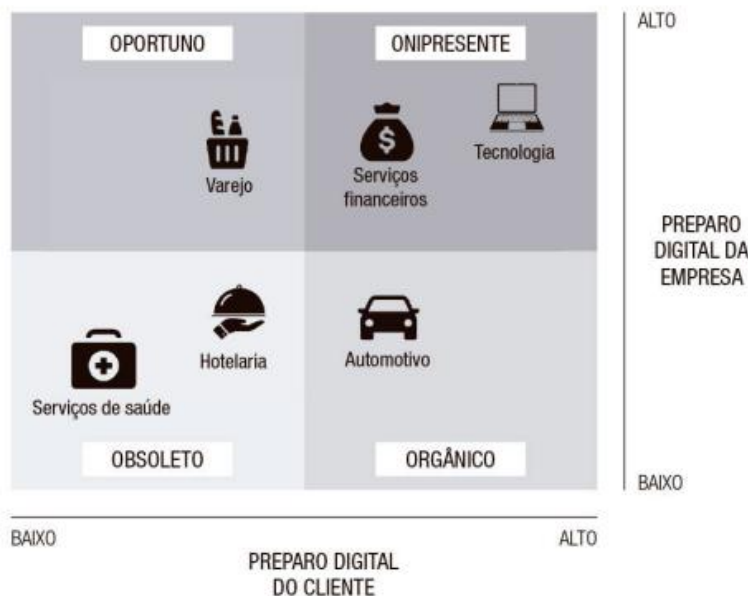 OPORTUNO
ONIPRESENTE
ALTO
$
Varejo
Serviços
financeiros
Tecnologia
PREPARO
DIGITAL DA
EMPRESA
Serviços de saúde
Hotelaria
Automotivo
OBSOLETO
ORGÂNICO
BAIXO
BAIXO
ALTO
PREPARO DIGITAL
DO CLIENTE